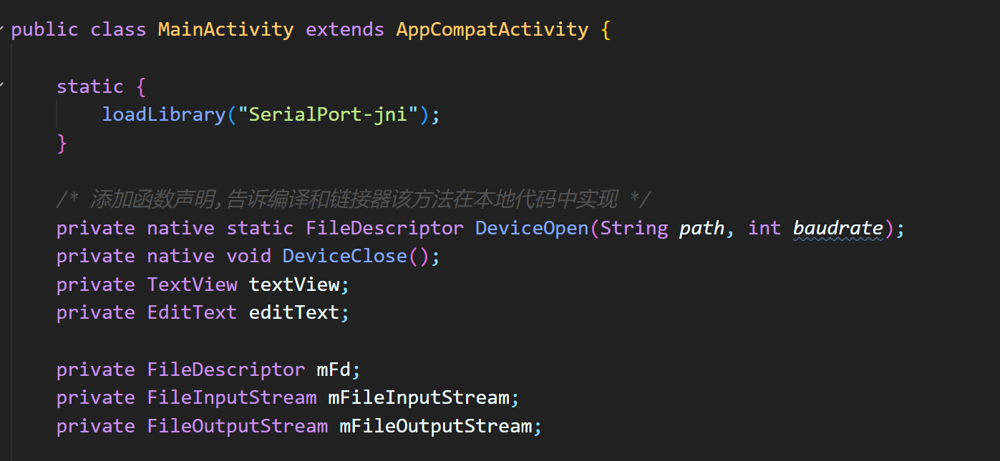 public class MainActivity extends AppCompatActivity {
static {
loadLibrary("SerialPort-jni");
}
/* 添加函数声明,告诉编译和链接器该方法在本地代码中实现 */
private native static FileDescriptor DeviceOpen(String path, int baudrate);
private native void DeviceClose();
private TextView textView;
private EditText editText;
private FileDescriptor mFd;
private FileInputStream mFileInputStream;
private FileOutputStream mFileOutputStream;